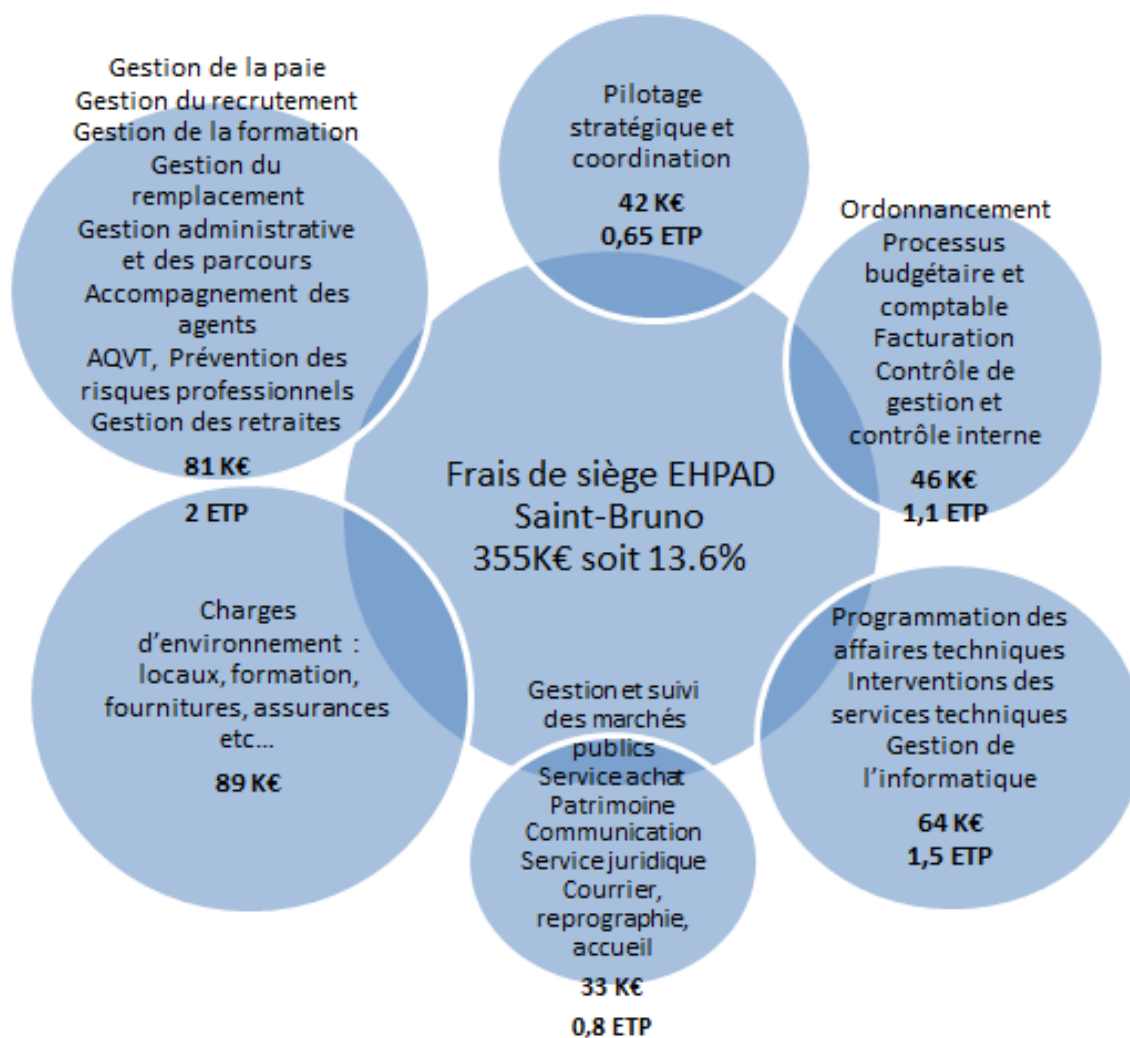 Gestion de la paie
Gestion du recrutement
Gestion de la formation
Gestion du
remplacement
Gestion administrative
et des parcours
Accompagnement des
agents
AQVT, Prévention des
risques professionnels
Gestion des retraites
81 K€
2 ETP
Pilotage
stratégique et
coordination
42 K€
0,65 ETP
Ordonnancement
Processus
budgétaire et
comptable
Facturation
Contrôle de
gestion et
contrôle interne
46 K€
1,1 ETP
Frais de siège EHPAD
Saint-Bruno
355K€ soit 13.6%
Charges
d’environnement :
locaux, formation,
fournitures, assurances
etc...
89 K€
Gestion et suivi
des marchés
publics
Service achat
Patrimoine
Communication
Service juridique
Courrier,
reprographie,
accueil
33 K€
0,8 ETP
Programmation des
affaires techniques
Interventions des
services techniques
Gestion de
l’informatique
64 K€
1,5 ETP